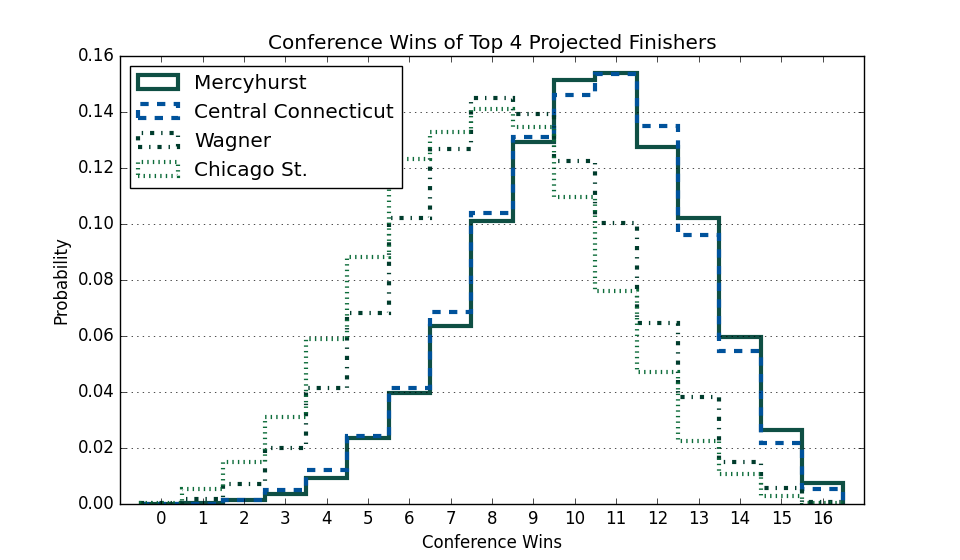 Conference Wins of Top 4 Projected Finishers
0.16
0.14
0.12
0.10
0.08
0.06
0.04
0.02
0.00
Probability
Mercyhurst
Central Connecticut
Wagner
Chicago St.
0 1 2 3 4 5 6 7 8 9 10 11 12 13 14 15 16
Conference Wins